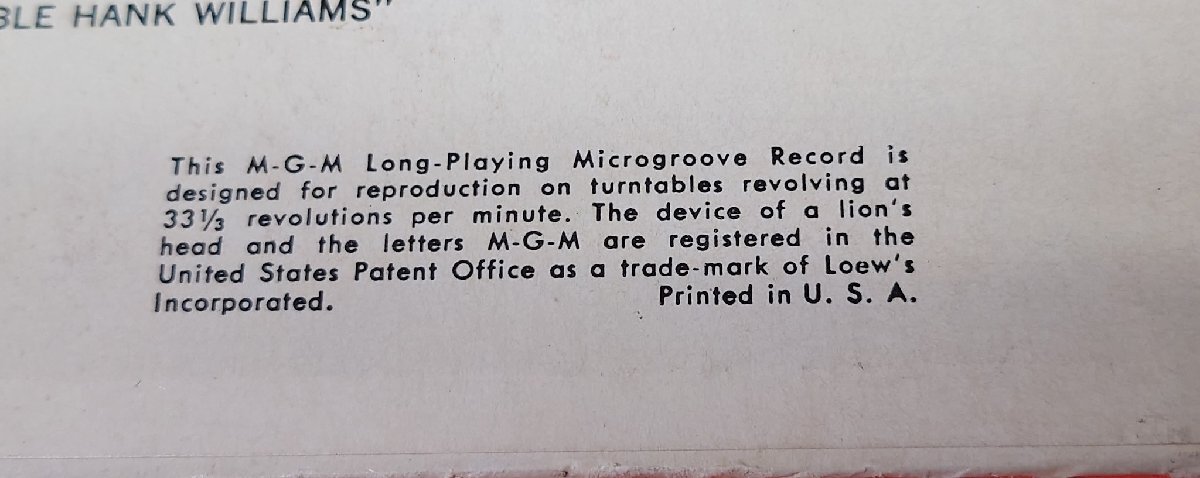 BLE HANK WILLIAMS"
This M-G-M Long-Playing Microgroove Record is
designed for reproduction on turntables revolving at
33⅓ revolutions per minute. The device of a lion's
head and the letters M-G-M are registered in the
United States Patent Office as a trade-mark of Loew's
Incorporated. Printed in U. S. A.